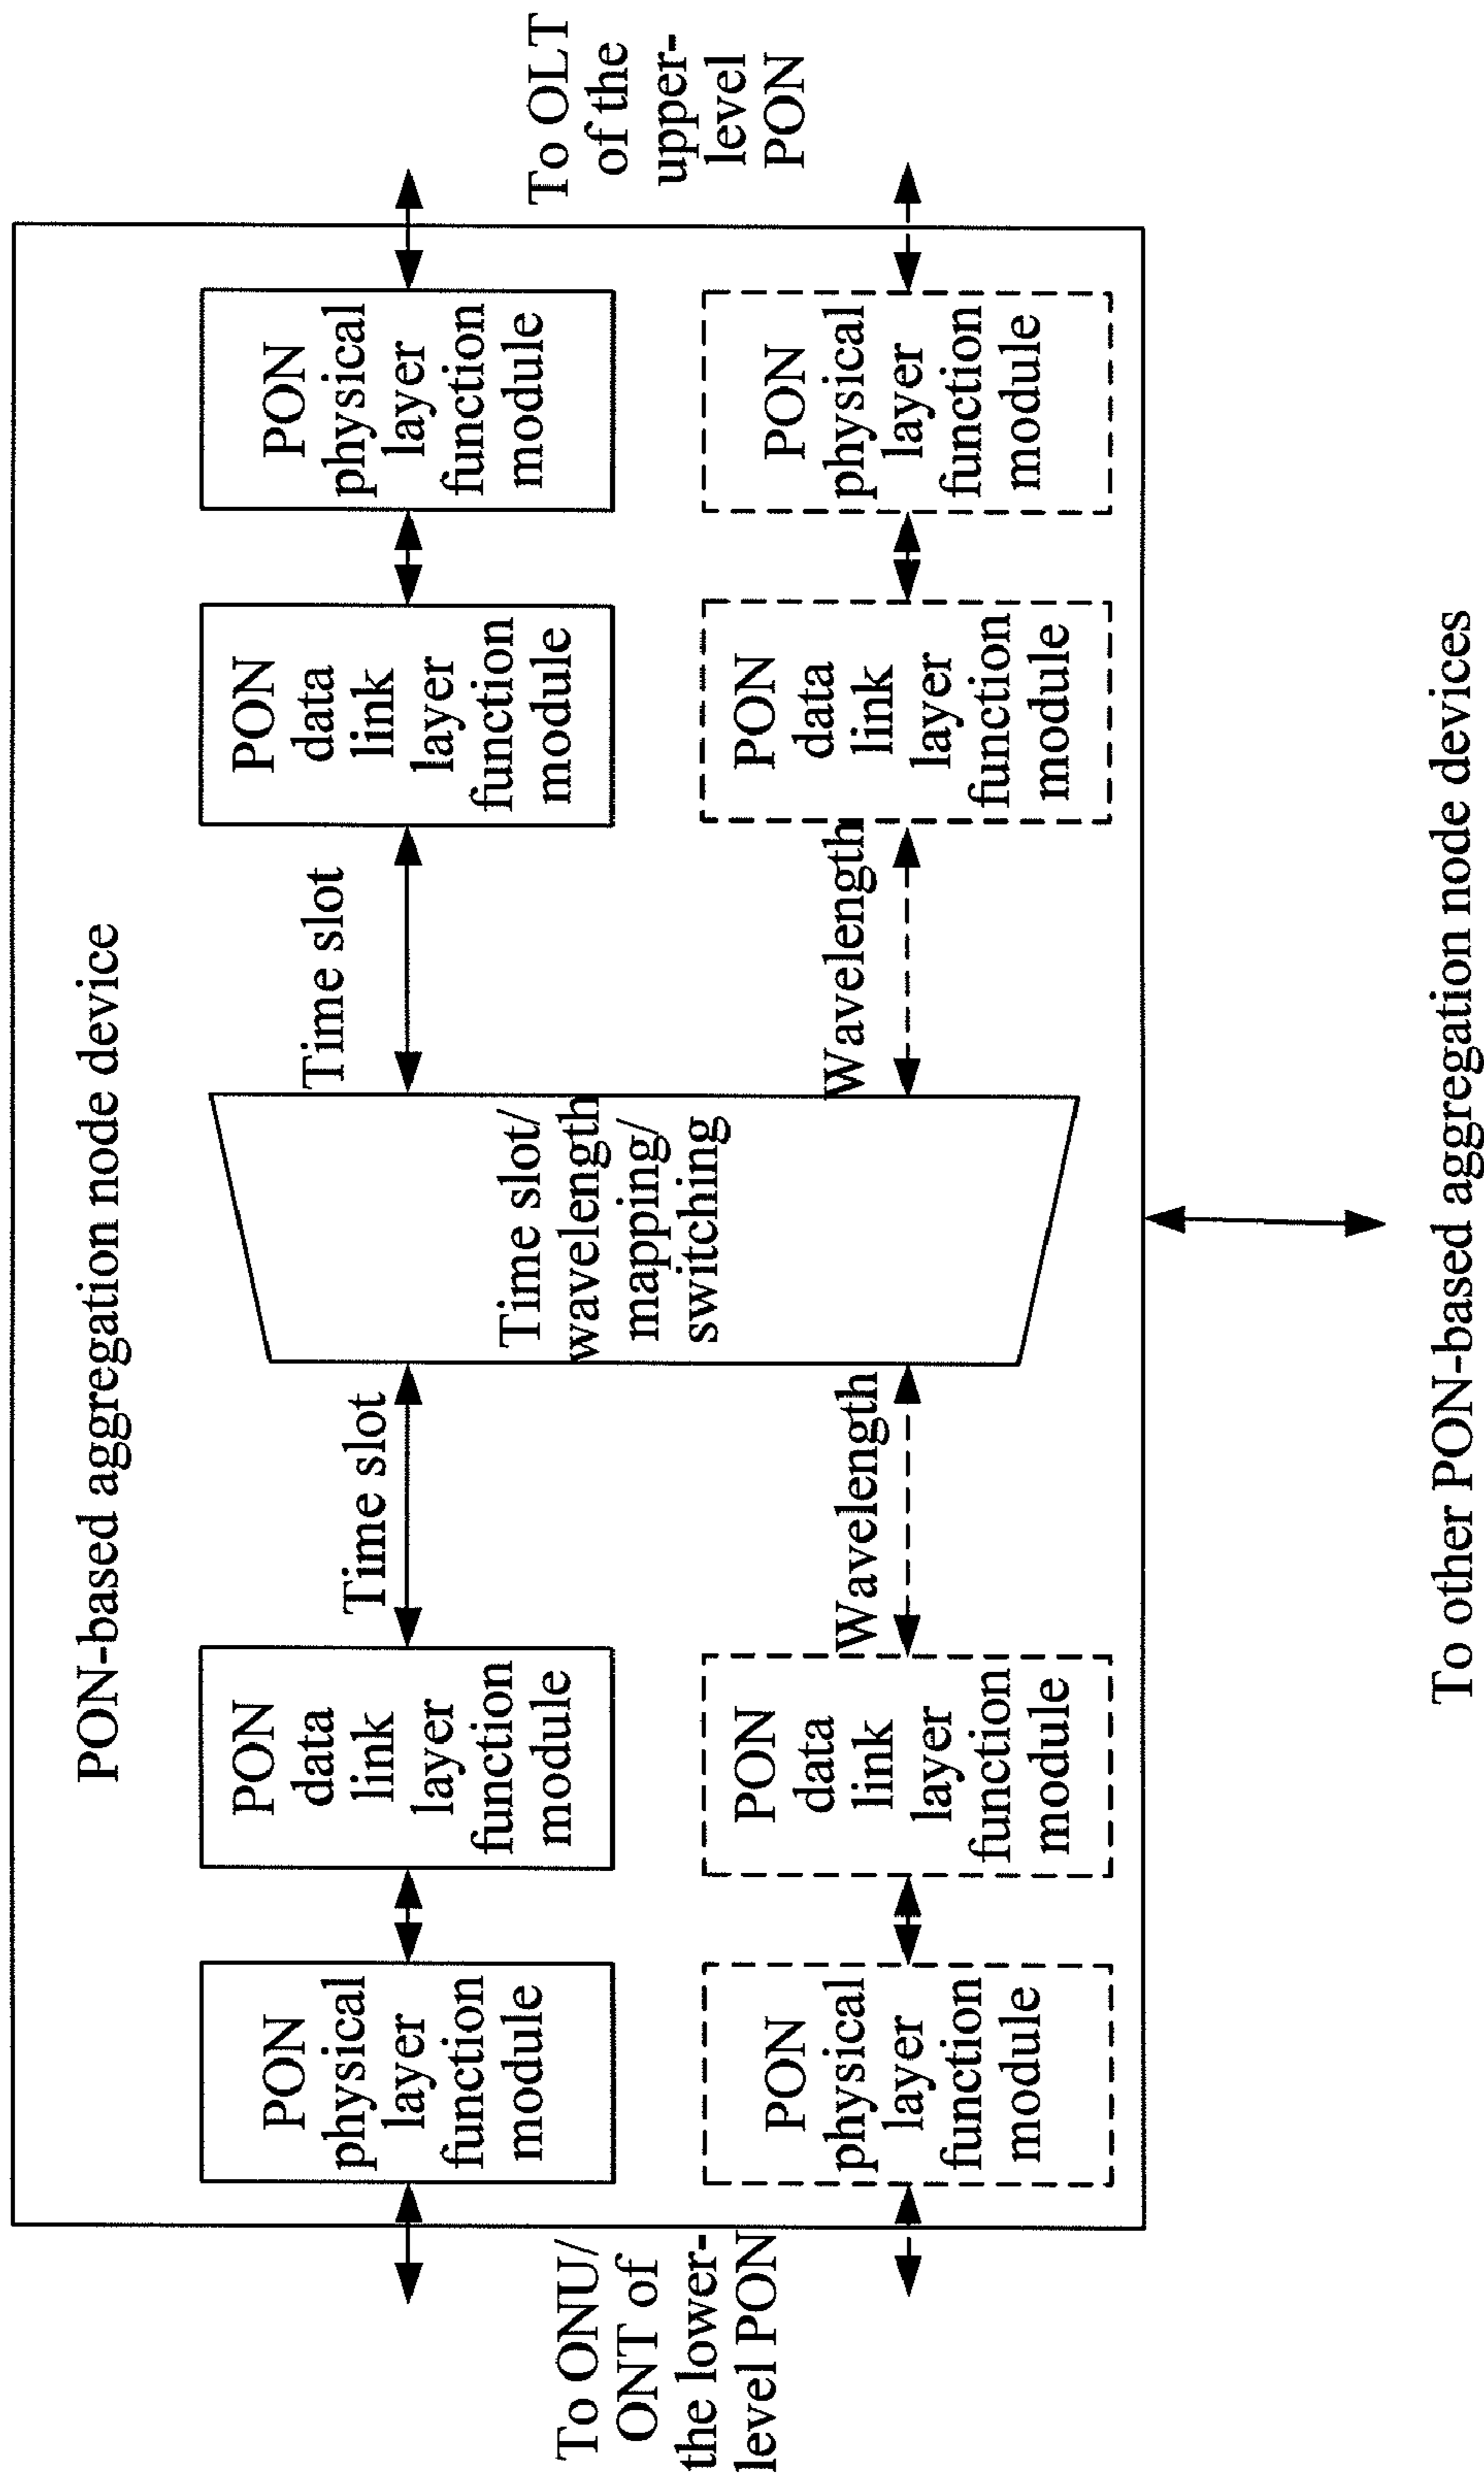 PON-based aggregation node device
To ONU/
ONT of
the lower-
level PON
PON
physical
layer
function
module
PON
data
link
layer
function
module
Time slot
Time slot/
wavelength
mapping/
switching
Time slot
PON
data
link
layer
function
module
PON
physical
layer
function
module
To OLT
of the
upper-
level
PON
PON
physical
layer
function
module
PON
data
link
layer
function
module
Wavelength
Wavelength
PON
data
link
layer
function
module
PON
physical
layer
function
module
To other PON-based aggregation node devices